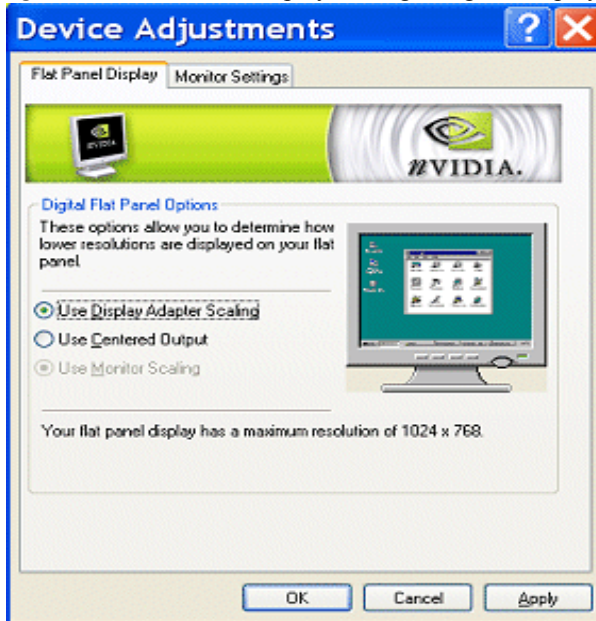 Device Adjustments
Flat Panel Display
Monitor Settings
NVIDIA.
Digital Flat Panel Options
These options allow you to determine how
lower resolutions are displayed on your flat
panel.
Use Display Adapter Scaling
Use Centered Output
Use Monitor Scaling
Your flat panel display has a maximum resolution of 1024 x 768.
OK
Cancel
Apply